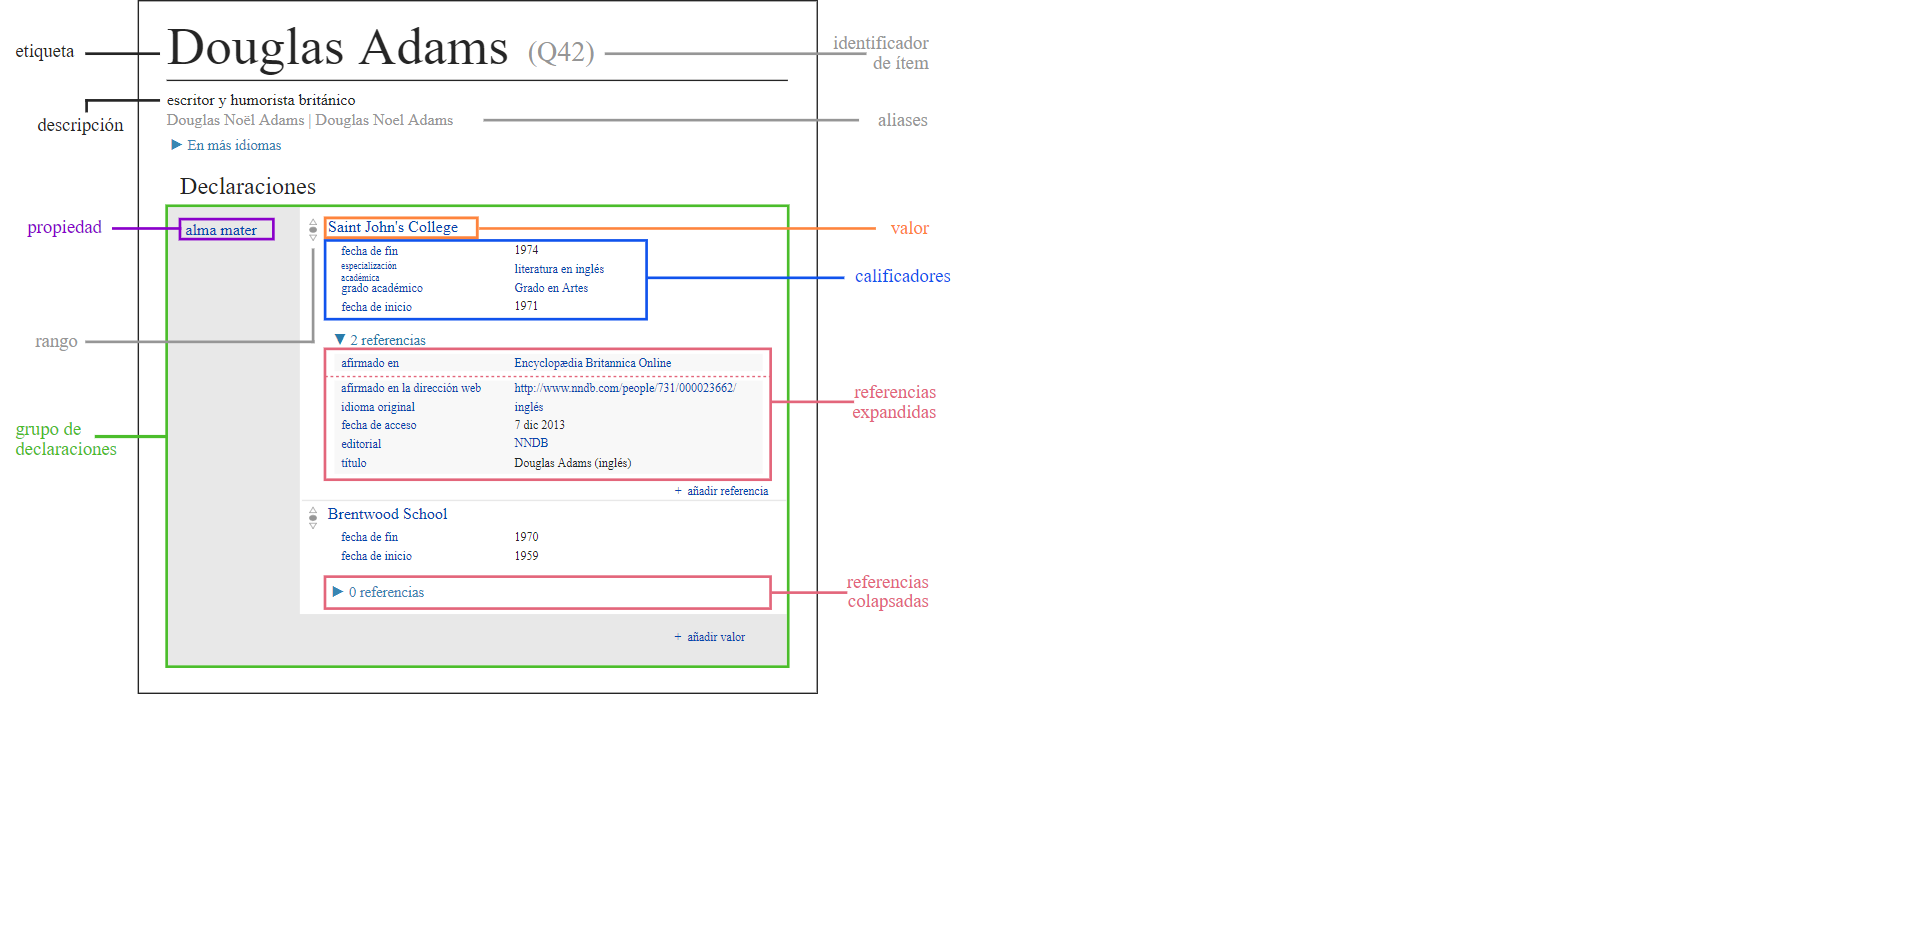 etiqueta
Douglas Adams (Q42)
identificador
de ítem
escritor y humorista británico
descripción
Douglas Noël Adams | Douglas Noel Adams
aliases
▶ En más idiomas
Declaraciones
propiedad
alma mater
Saint John's College
valor
fecha de fin 1974
especialización
académica
literatura en inglés
calificadores
grado académico Grado en Artes
fecha de inicio 1971
rango
▼ 2 referencias
afirmado en Encyclopædia Britannica Online
afirmado en la dirección web http://www.nndb.com/people/731/000023662/
referencias
expandidas
idioma original inglés
fecha de acceso 7 dic 2013
grupo de
declaraciones
editorial NNDB
título Douglas Adams (inglés)
+ añadir referencia
Brentwood School
fecha de fin 1970
fecha de inicio 1959
▶ 0 referencias
referencias
colapsadas
+ añadir valor